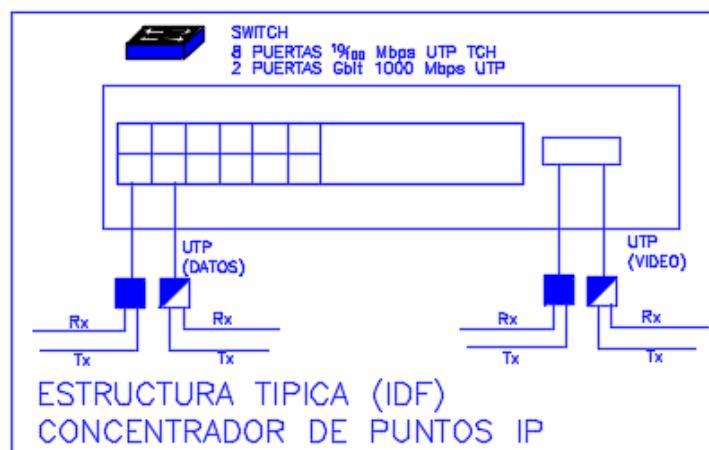 SWITCH
8 PUERTAS 10/100 Mbps UTP TCH
2 PUERTAS Gbit 1000 Mbps UTP
UTP
(DATOS)
UTP
(VIDEO)
Rx
Rx
Rx
Rx
Tx
Tx
Tx
Tx
ESTRUCTURA TIPICA (IDF)
CONCENTRADOR DE PUNTOS IP